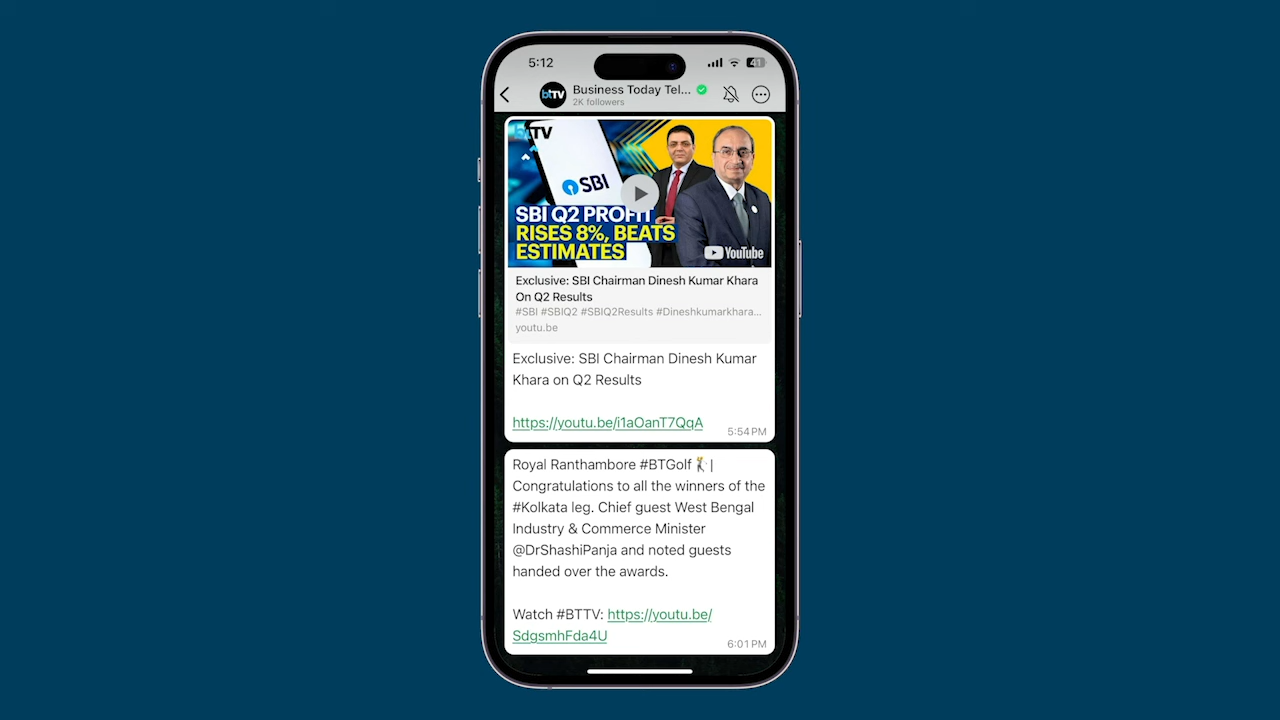 5:12
41
btTV
Business Today Tel...
2K followers
btTV
SBI
SBI Q2 PROFIT
RISES 8%, BEATS
ESTIMATES
YouTube
Exclusive: SBI Chairman Dinesh Kumar Khara
On Q2 Results
#SBI #SBIQ2 #SBIQ2Results #Dineshkumarkhara...
youtu.be
Exclusive: SBI Chairman Dinesh Kumar
Khara on Q2 Results
https://youtu.be/i1aOanT7QqA
5:54 PM
Royal Ranthambore #BTGolf🏌|
Congratulations to all the winners of the
#Kolkata leg. Chief guest West Bengal
Industry & Commerce Minister
@DrShashiPanja and noted guests
handed over the awards.
Watch #BTTV: https://youtu.be/
SdgsmhFda4U
6:01 PM